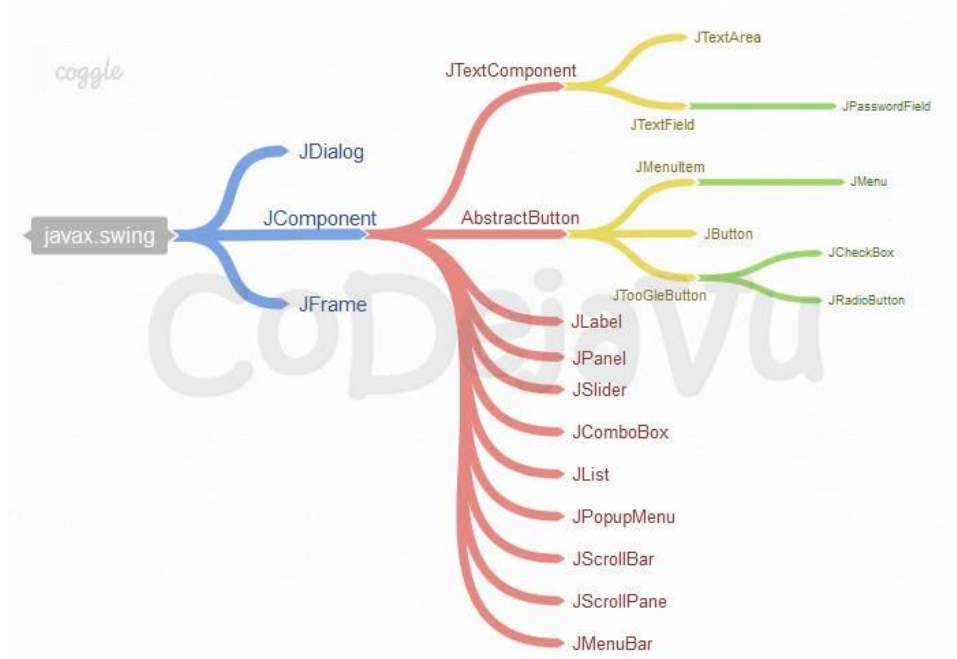 coggle
javax.swing
JDialog
JComponent
JFrame
JTextComponent
JTextArea
JTextField
JPasswordField
AbstractButton
JMenuItem
JMenu
JButton
JTooGleButton
JCheckBox
JRadioButton
JLabel
JPanel
JSlider
JComboBox
JList
JPopupMenu
JScrollBar
JScrollPane
JMenuBar
CoDejaVu